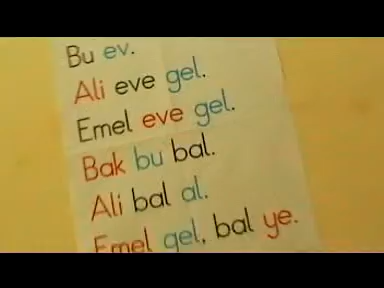 Bu ev.
Ali eve gel.
Emel eve gel.
Bak bu bal.
Ali bal al.
Emel gel, bal ye.